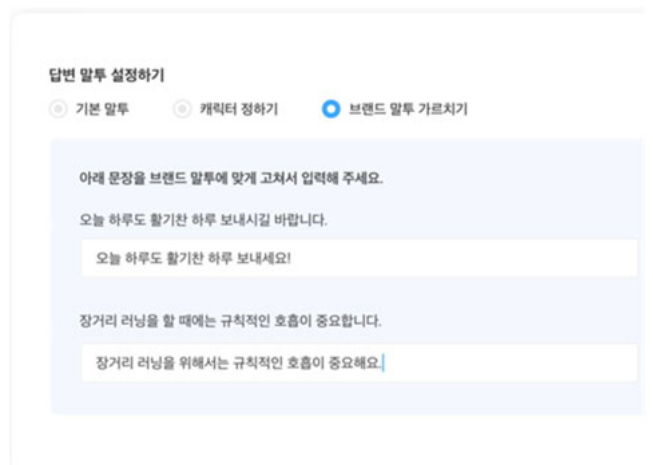 답변 말투 설정하기
기본 말투 캐릭터 정하기 브랜드 말투 가르치기
아래 문장을 브랜드 말투에 맞게 고쳐서 입력해 주세요.
오늘 하루도 활기찬 하루 보내시길 바랍니다.
오늘 하루도 활기찬 하루 보내세요!
장거리 러닝을 할 때에는 규칙적인 호흡이 중요합니다.
장거리 러닝을 위해서는 규칙적인 호흡이 중요해요.